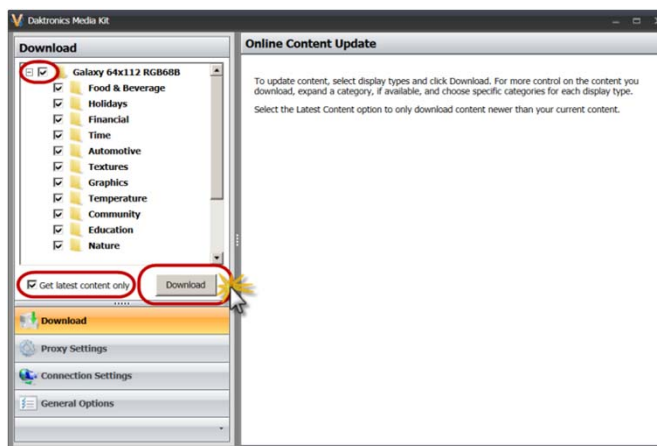 Daktronics Media Kit
Download
Galaxy 64x112 RGB68B
Food & Beverage
Holidays
Financial
Time
Automotive
Textures
Graphics
Temperature
Community
Education
Nature
Get latest content only
Download
Download
Proxy Settings
Connection Settings
General Options
Online Content Update
To update content, select display types and click Download. For more control on the content you
download, expand a category, if available, and choose specific categories for each display type.
Select the Latest Content option to only download content newer than your current content.